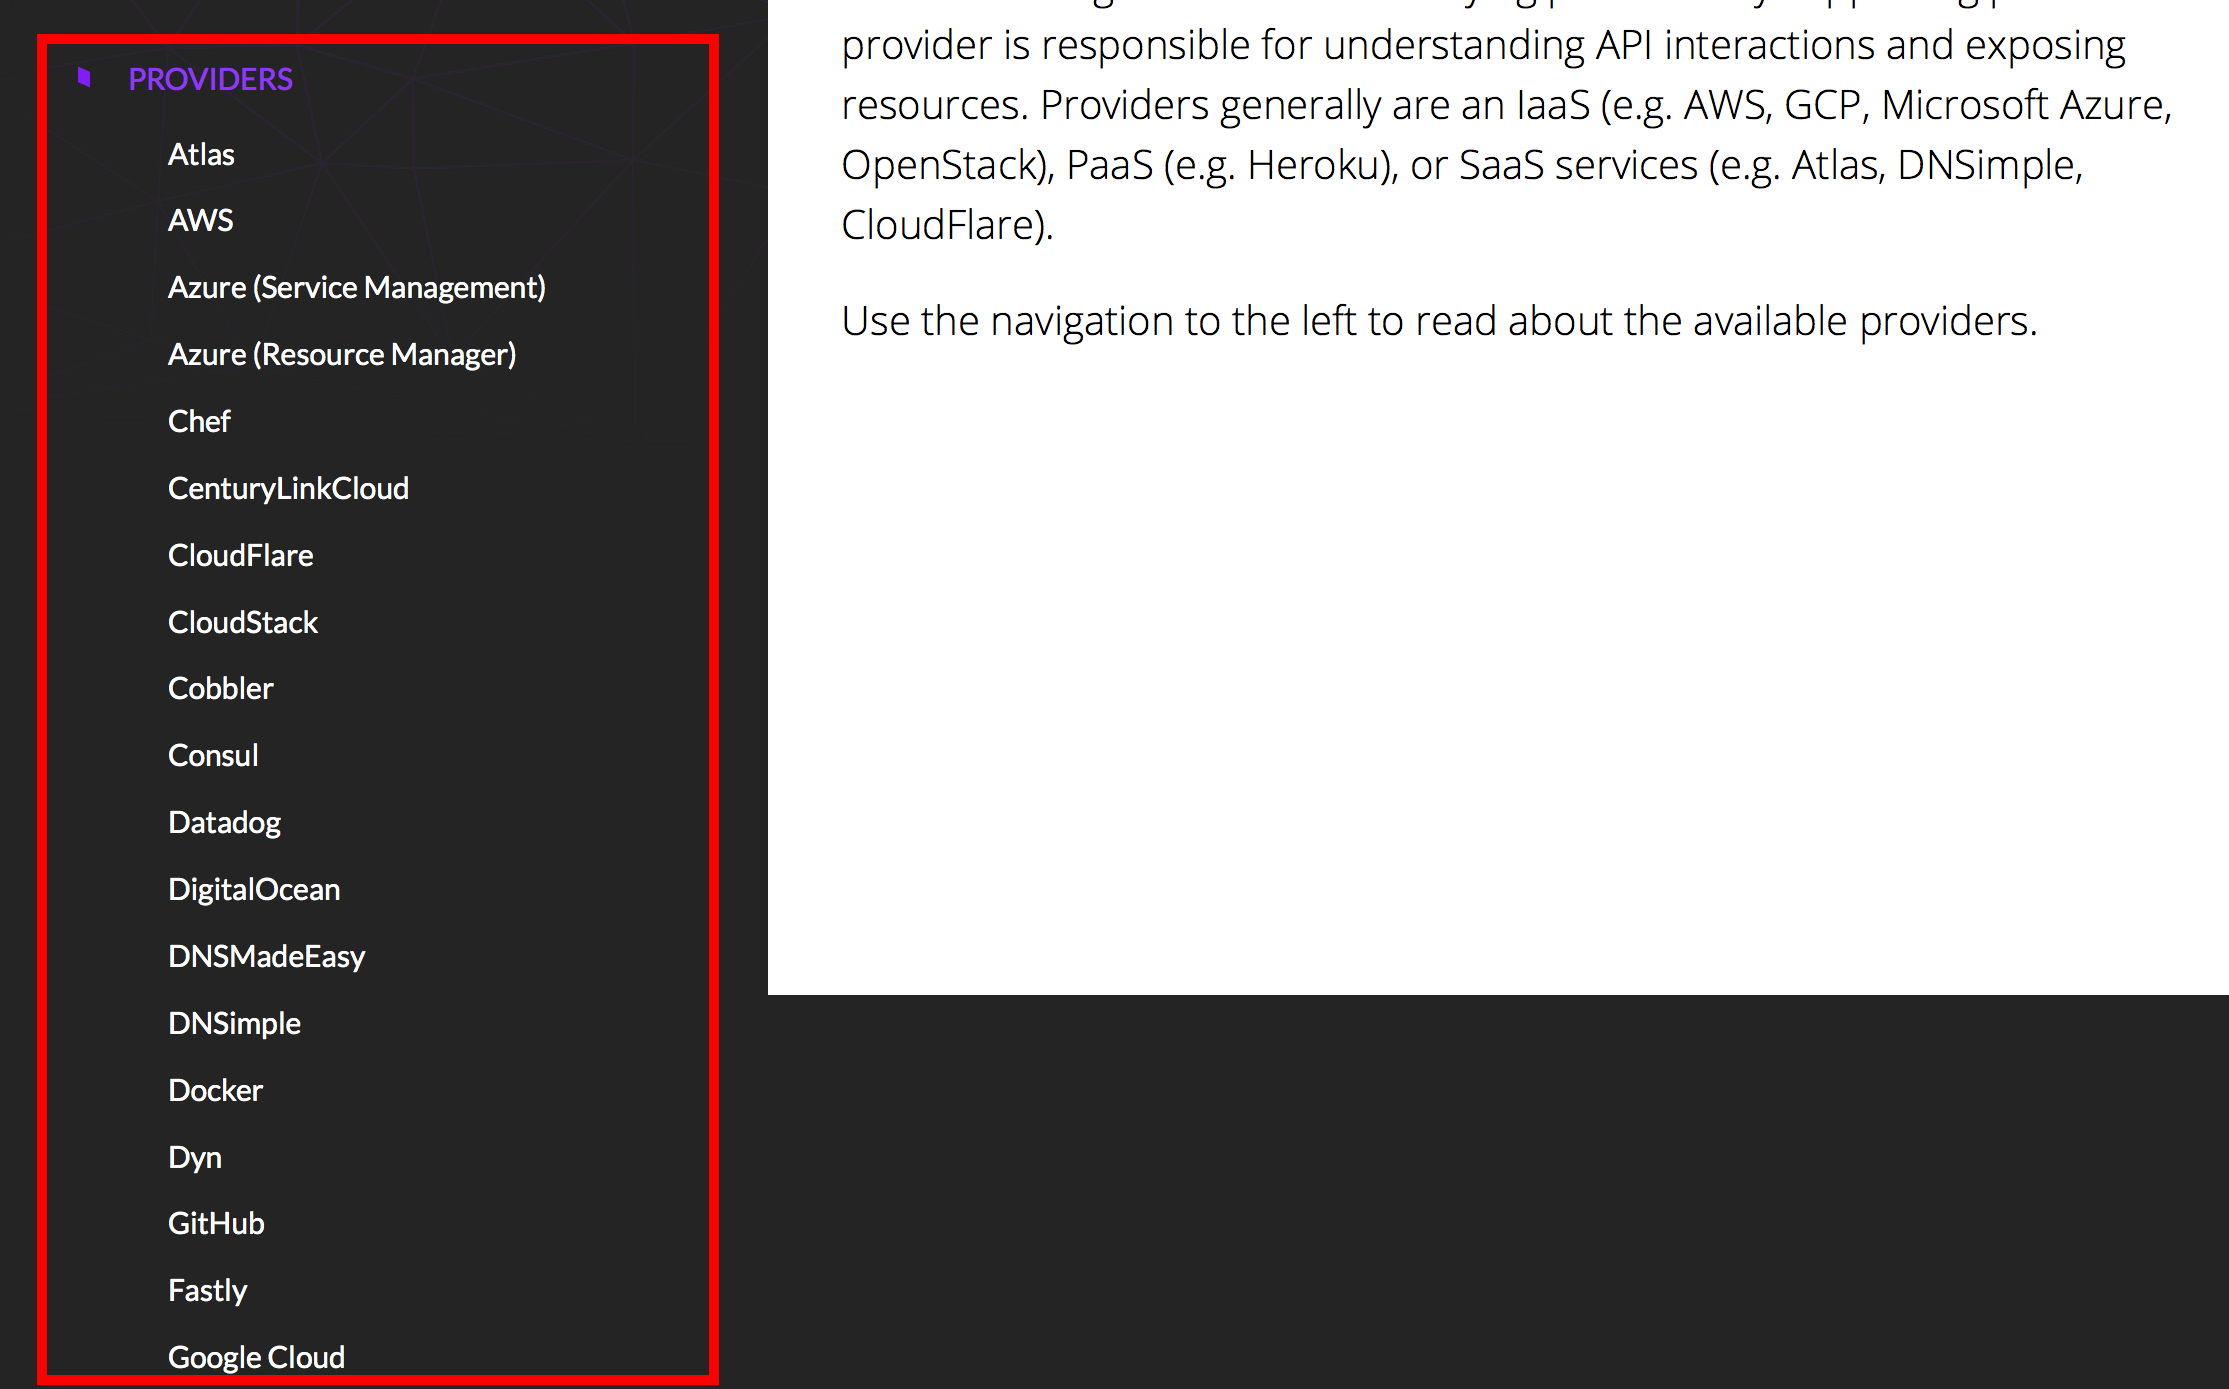 PROVIDERS
Atlas
AWS
Azure (Service Management)
Azure (Resource Manager)
Chef
CenturyLinkCloud
CloudFlare
CloudStack
Cobbler
Consul
Datadog
DigitalOcean
DNSMadeEasy
DNSimple
Docker
Dyn
GitHub
Fastly
Google Cloud
provider is responsible for understanding API interactions and exposing
resources. Providers generally are an IaaS (e.g. AWS, GCP, Microsoft Azure,
OpenStack), PaaS (e.g. Heroku), or SaaS services (e.g. Atlas, DNSimple,
CloudFlare).
Use the navigation to the left to read about the available providers.